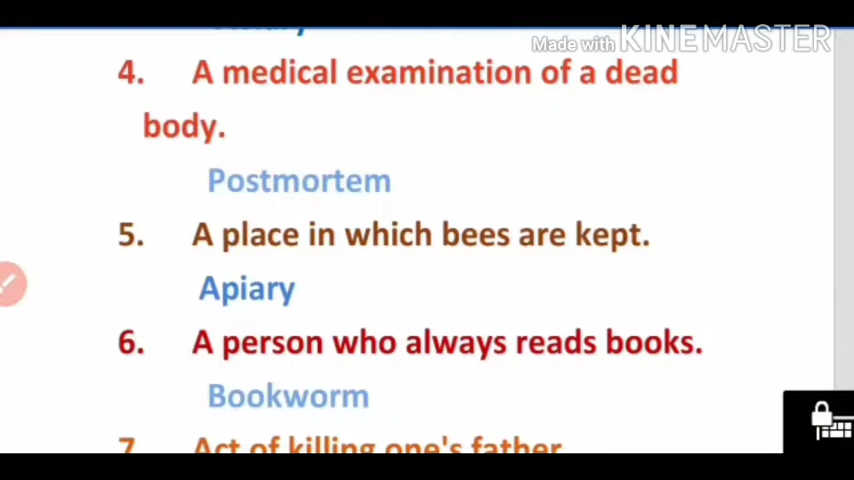 Made with KINEMASTER
4. A medical examination of a dead
body.
Postmortem
5. A place in which bees are kept.
Apiary
6. A person who always reads books.
Bookworm
7. Act of killing one's father